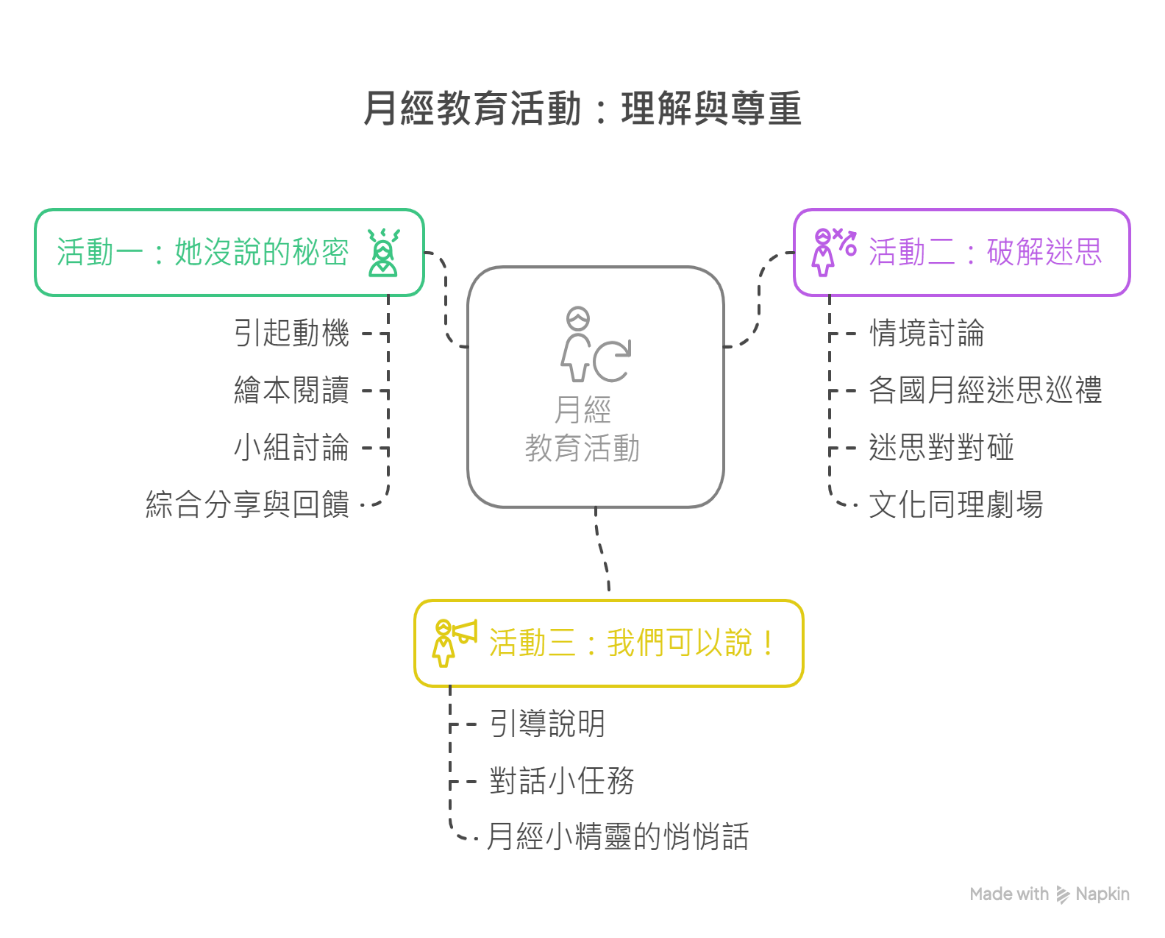 月經教育活動：理解與尊重
活動一：她沒說的秘密
引起動機
繪本閱讀
小組討論
綜合分享與回饋
月經
教育活動
活動二：破解迷思
情境討論
各國月經迷思巡禮
迷思對對碰
文化同理劇場
活動三：我們可以說！
引導說明
對話小任務
月經小精靈的悄悄話
Made with Napkin